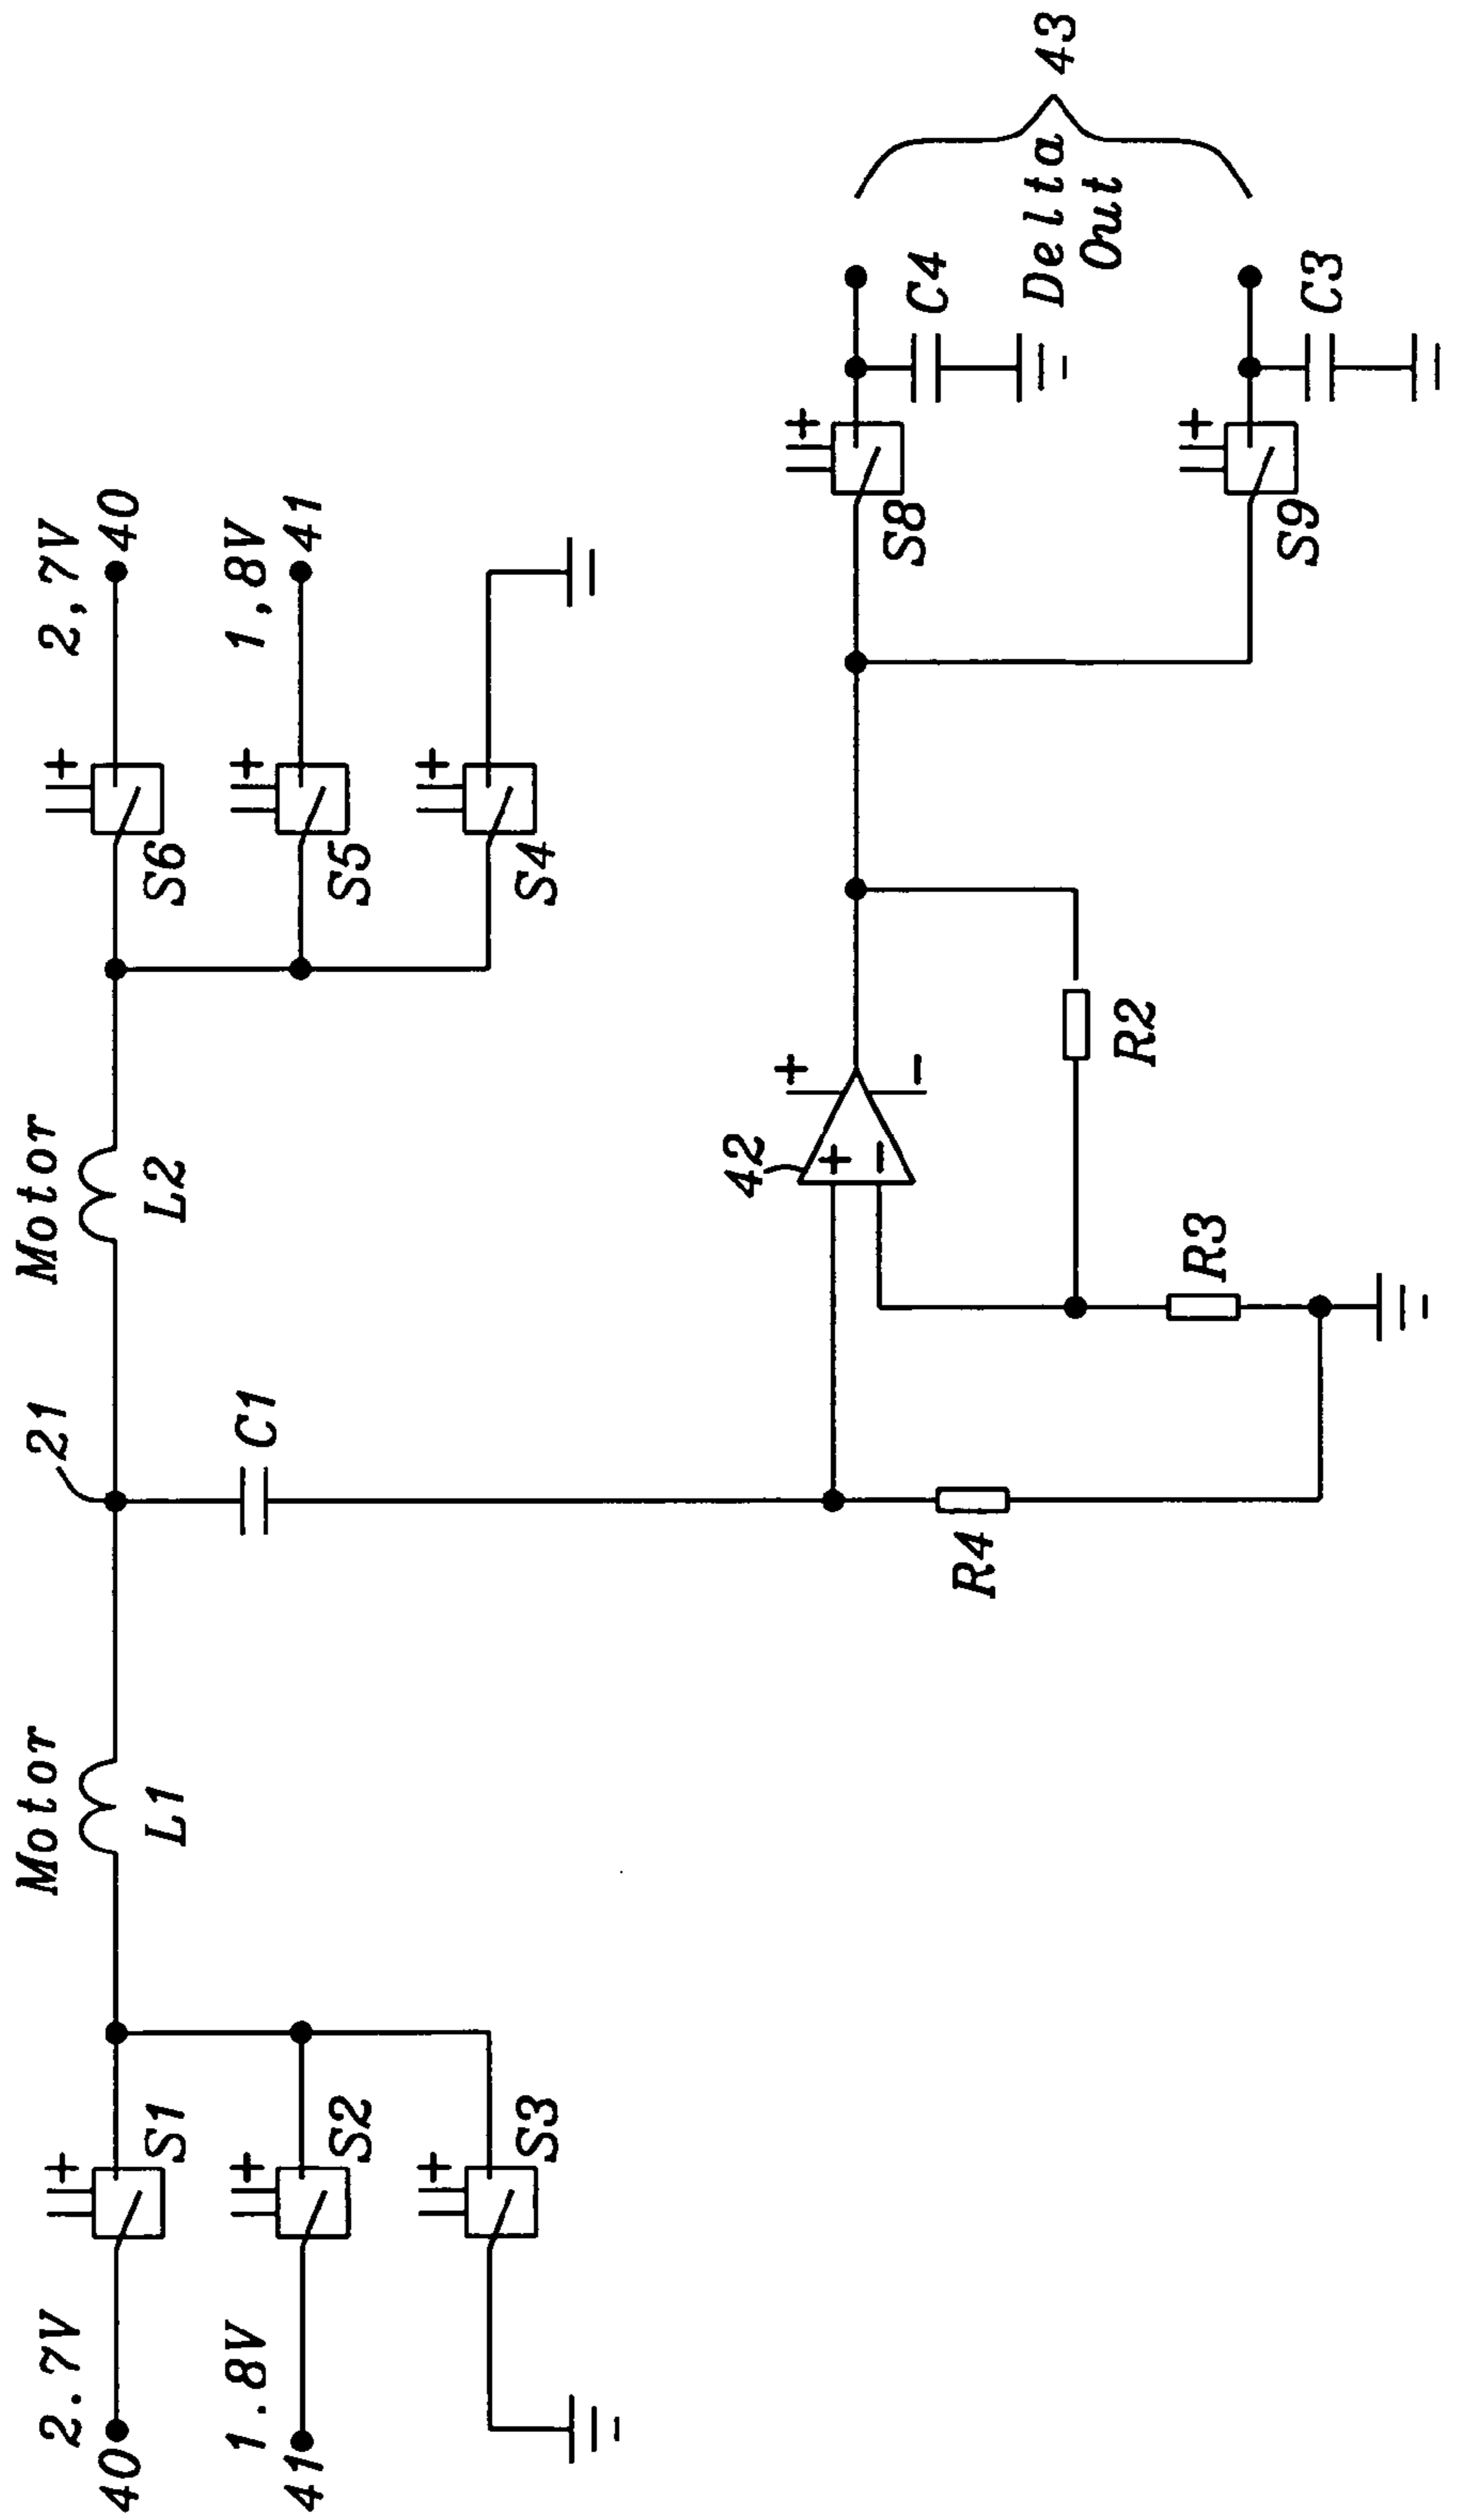 Motor
21
Motor
2.7V
40
S1
L1
C1
L2
S6
2,7V
40
1.8V
41
S2
S5
1,8V
41
S3
S4
42
+
-
+
-
R4
R3
R2
S8
C4
Delta
Out
43
S9
C3
+
+
+
+
+
+
+
+